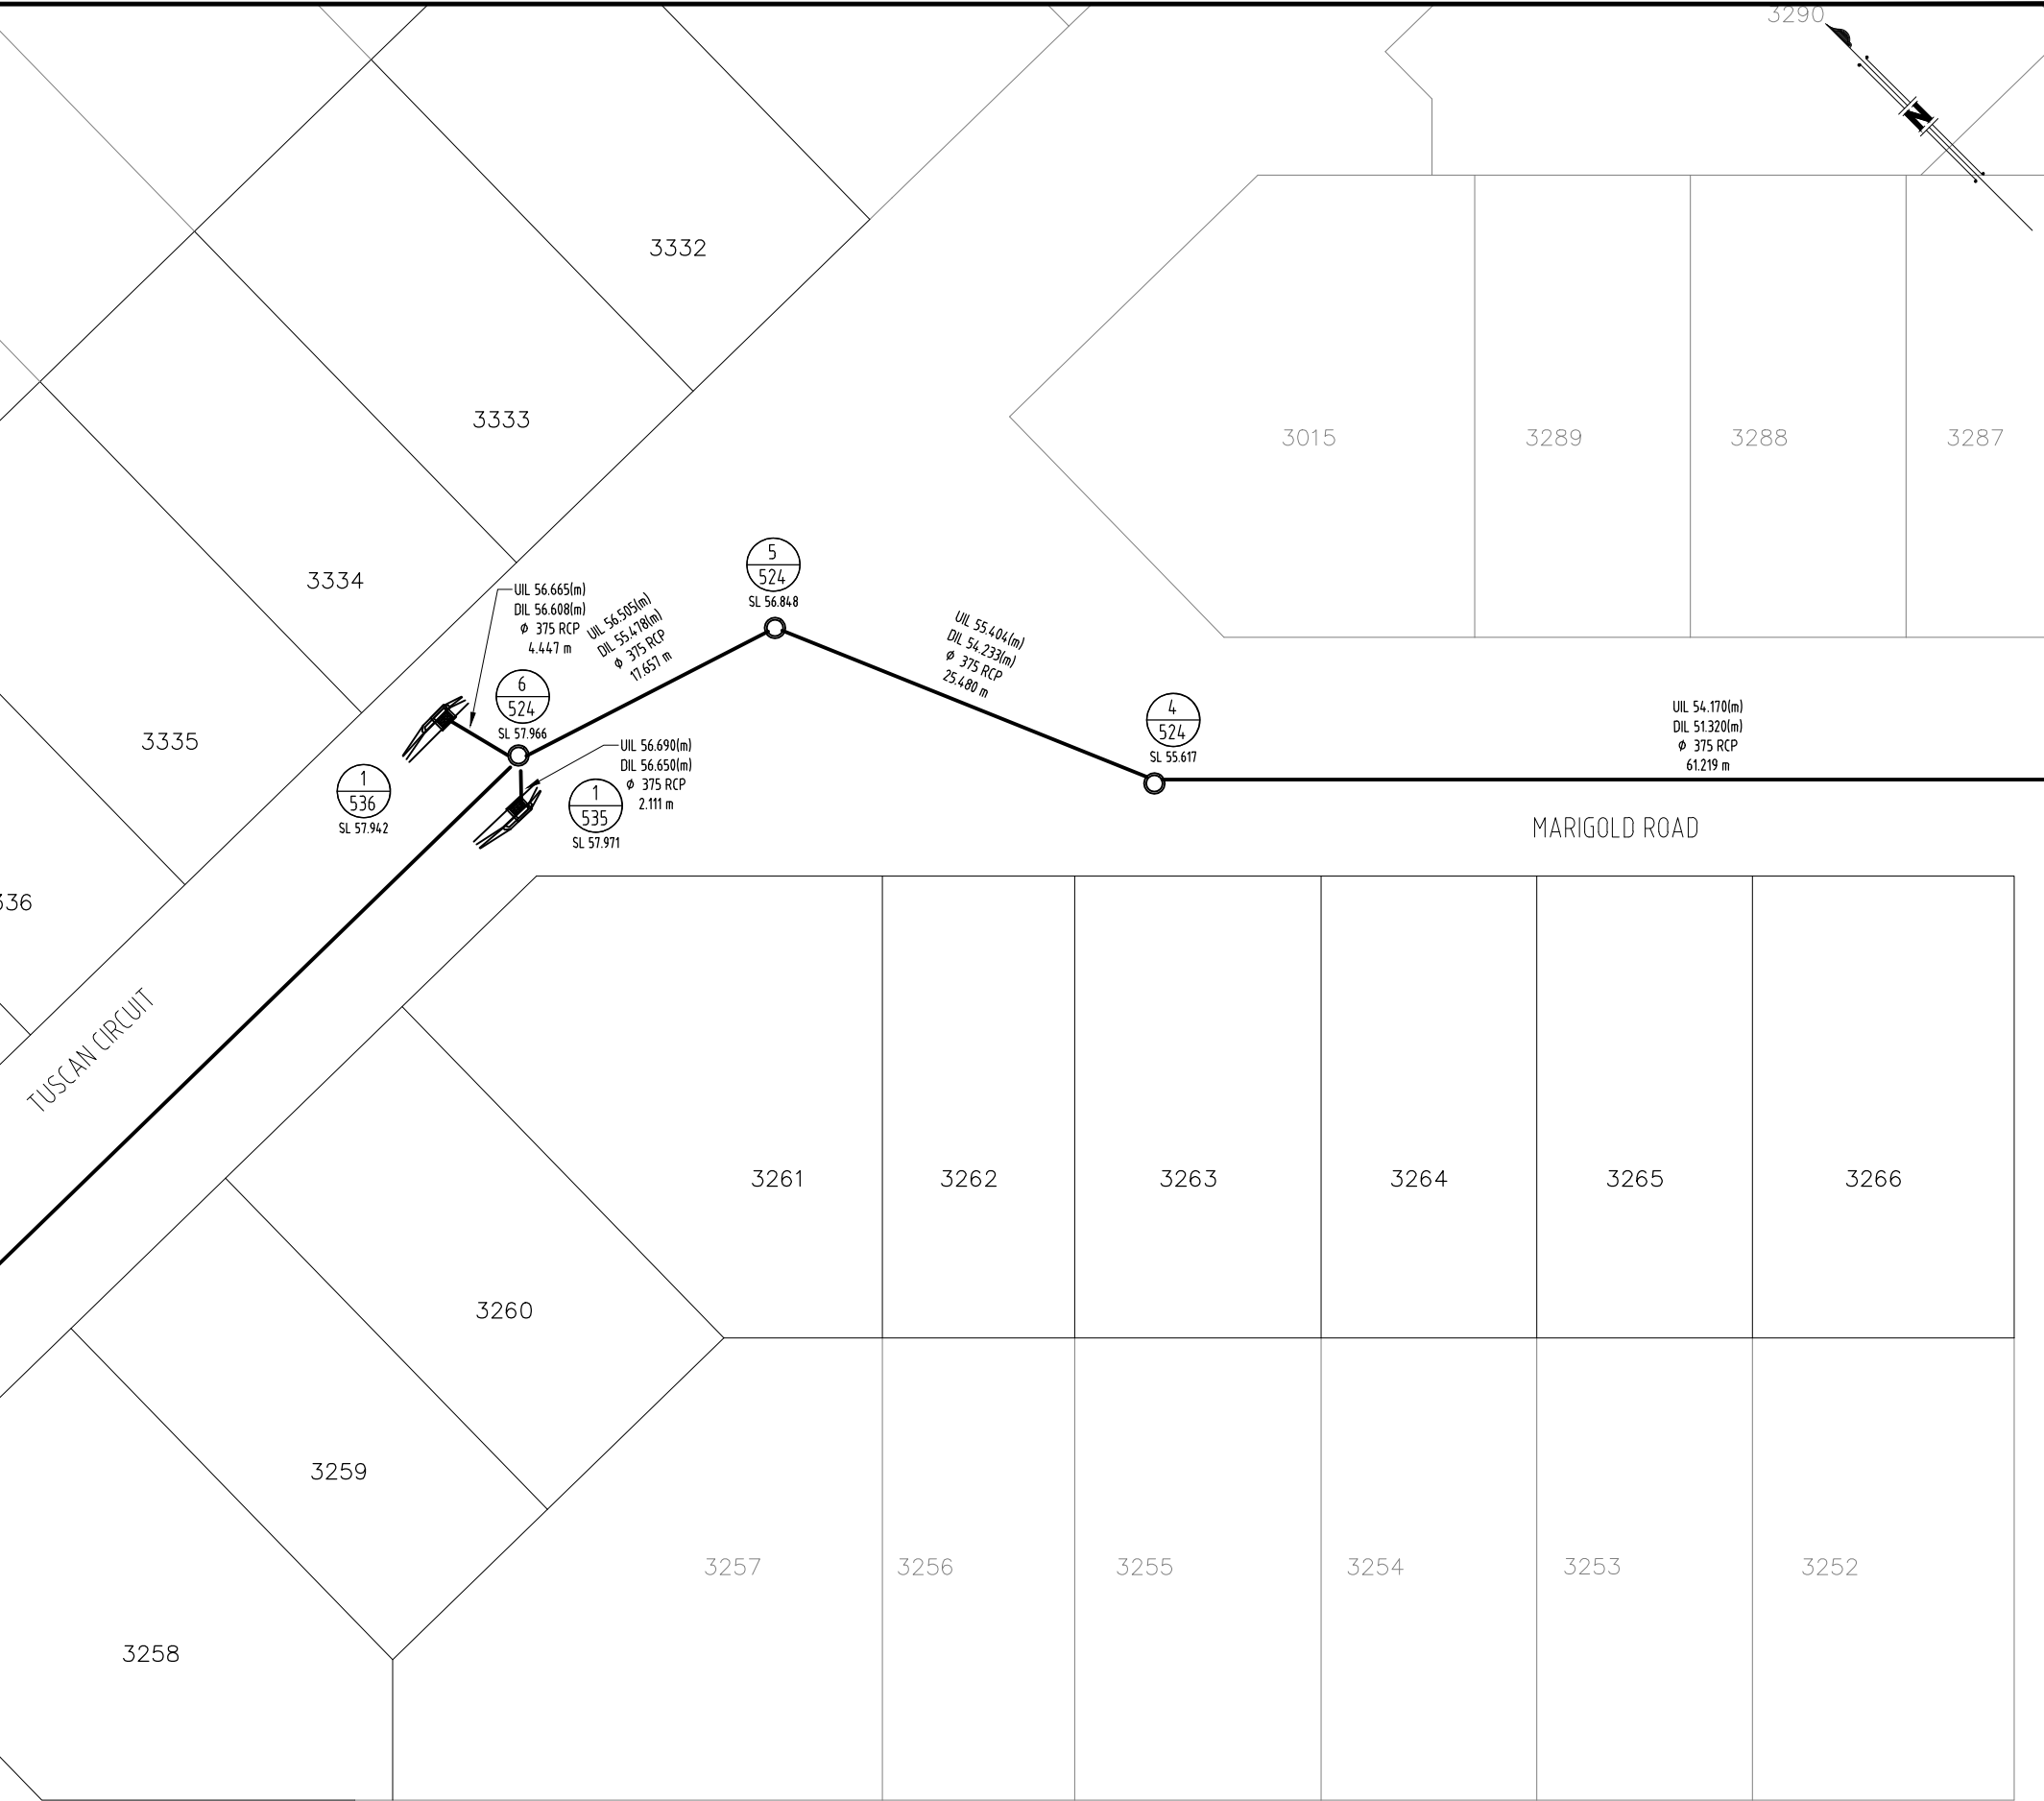 3290
N
3332
3333
3015
3289
3288
3287
3334
5
524
SL 56.848
UIL 56.665(m)
DIL 56.608(m)
ϕ 375 RCP
4.447 m
UIL 56.505(m)
DIL 55.478(m)
ϕ 375 RCP
17.657 m
UIL 55.404(m)
DIL 54.233(m)
ϕ 375 RCP
25.480 m
6
524
SL 57.966
4
524
SL 55.617
UIL 54.170(m)
DIL 51.320(m)
ϕ 375 RCP
61.219 m
3335
1
536
SL 57.942
UIL 56.690(m)
DIL 56.650(m)
ϕ 375 RCP
2.111 m
1
535
SL 57.971
MARIGOLD ROAD
336
TUSCAN CIRCUIT
3261
3262
3263
3264
3265
3266
3260
3259
3257
3256
3255
3254
3253
3252
3258